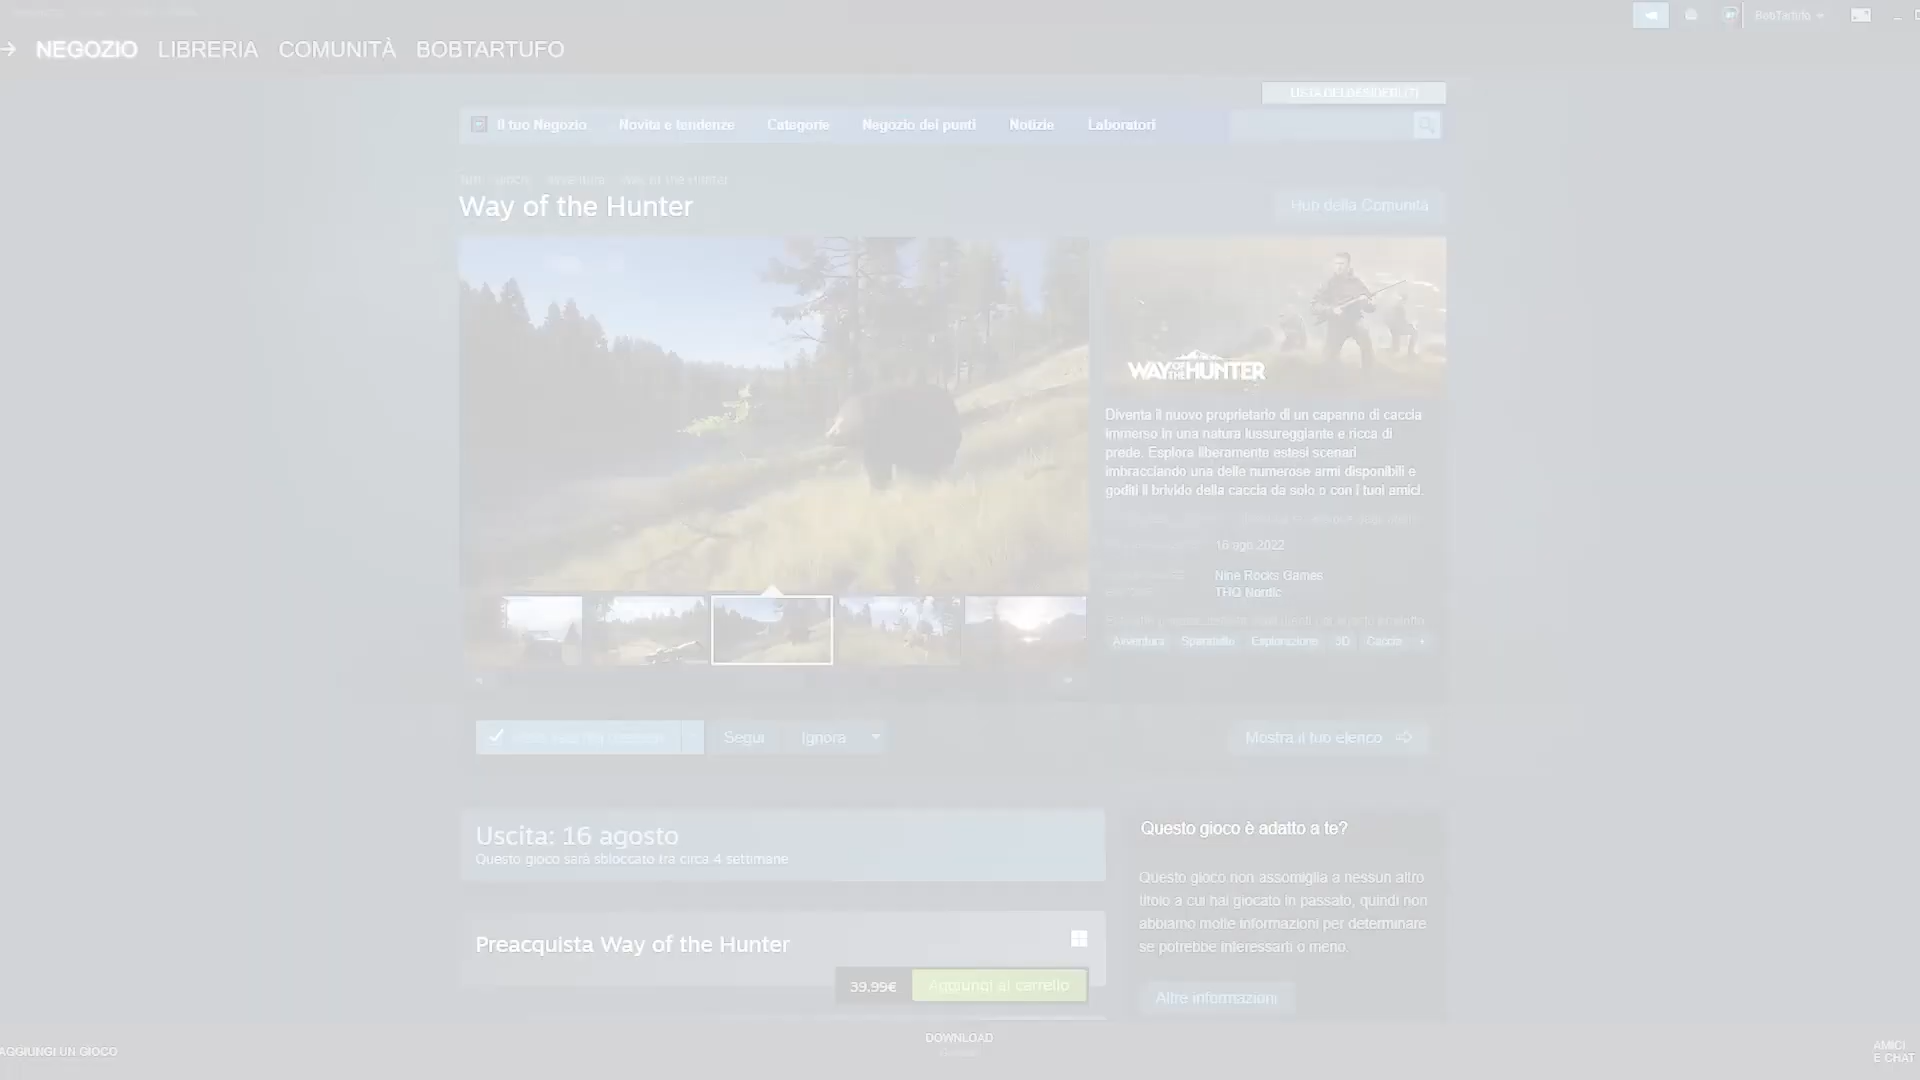 BobTartufo
NEGOZIO LIBRERIA COMUNITÀ BOBTARTUFO
LISTA DEI DESIDERI (7)
Il tuo Negozio Novità e tendenze Categorie Negozio dei punti Notizie Laboratori
Way of the Hunter
Way of the Hunter
Hub della Comunità
WAY OF THE HUNTER
Diventa il nuovo proprietario di un capanno di caccia
immerso in una natura lussureggiante e ricca di
prede. Esplora liberamente estesi scenari
imbracciando una delle numerose armi disponibili e
goditi il brivido della caccia da solo o con i tuoi amici.
16 ago 2022
Nine Rocks Games
THQ Nordic
Avventura Sparatutto Esplorazione 3D Caccia +
Segui Ignora
Mostra il tuo elenco
Uscita: 16 agosto
Questo gioco sarà sbloccato fra circa 4 settimane
Preacquista Way of the Hunter
39,99€ Aggiungi al carrello
Questo gioco è adatto a te?
Questo gioco non assomiglia a nessun altro
titolo a cui hai giocato in passato, quindi non
abbiamo molte informazioni per determinare
se potrebbe interessarti o meno.
Altre informazioni
AGGIUNGI UN GIOCO
DOWNLOAD
AMICI
E CHAT